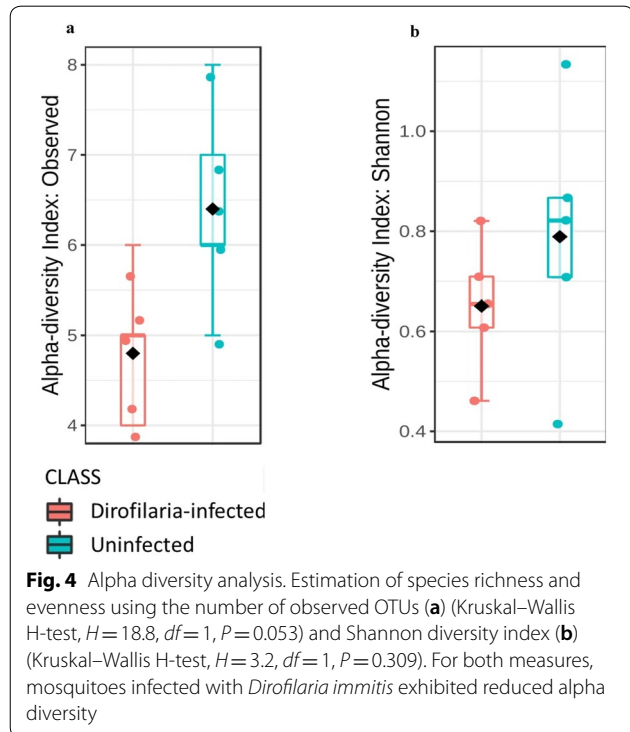 a
Alpha-diversity Index: Observed
8
7
6
5
4
b
Alpha-diversity Index: Shannon
1.0
0.8
0.6
0.4
CLASS
Dirofilaria-infected
Uninfected
Fig. 4 Alpha diversity analysis. Estimation of species richness and
evenness using the number of observed OTUs (a) (Kruskal–Wallis
H-test, H = 18.8, df = 1, P = 0.053) and Shannon diversity index (b)
(Kruskal–Wallis H-test, H = 3.2, df = 1, P = 0.309). For both measures,
mosquitoes infected with Dirofilaria immitis exhibited reduced alpha
diversity